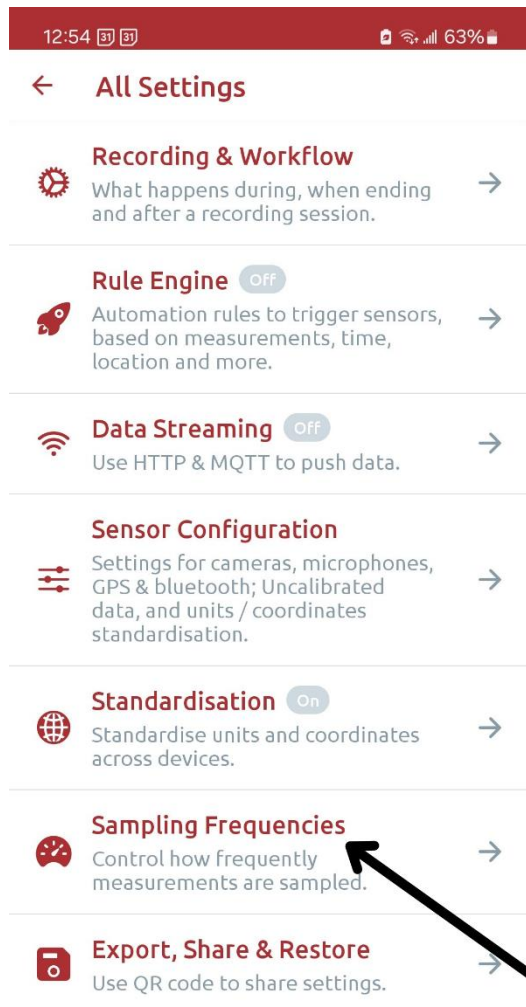 12:54 31 31 63%
All Settings
Recording & Workflow
What happens during, when ending
and after a recording session.
Rule Engine Off
Automation rules to trigger sensors,
based on measurements, time,
location and more.
Data Streaming Off
Use HTTP & MQTT to push data.
Sensor Configuration
Settings for cameras, microphones,
GPS & bluetooth; Uncalibrated
data, and units / coordinates
standardisation.
Standardisation On
Standardise units and coordinates
across devices.
Sampling Frequencies
Control how frequently
measurements are sampled.
Export, Share & Restore
Use QR code to share settings.